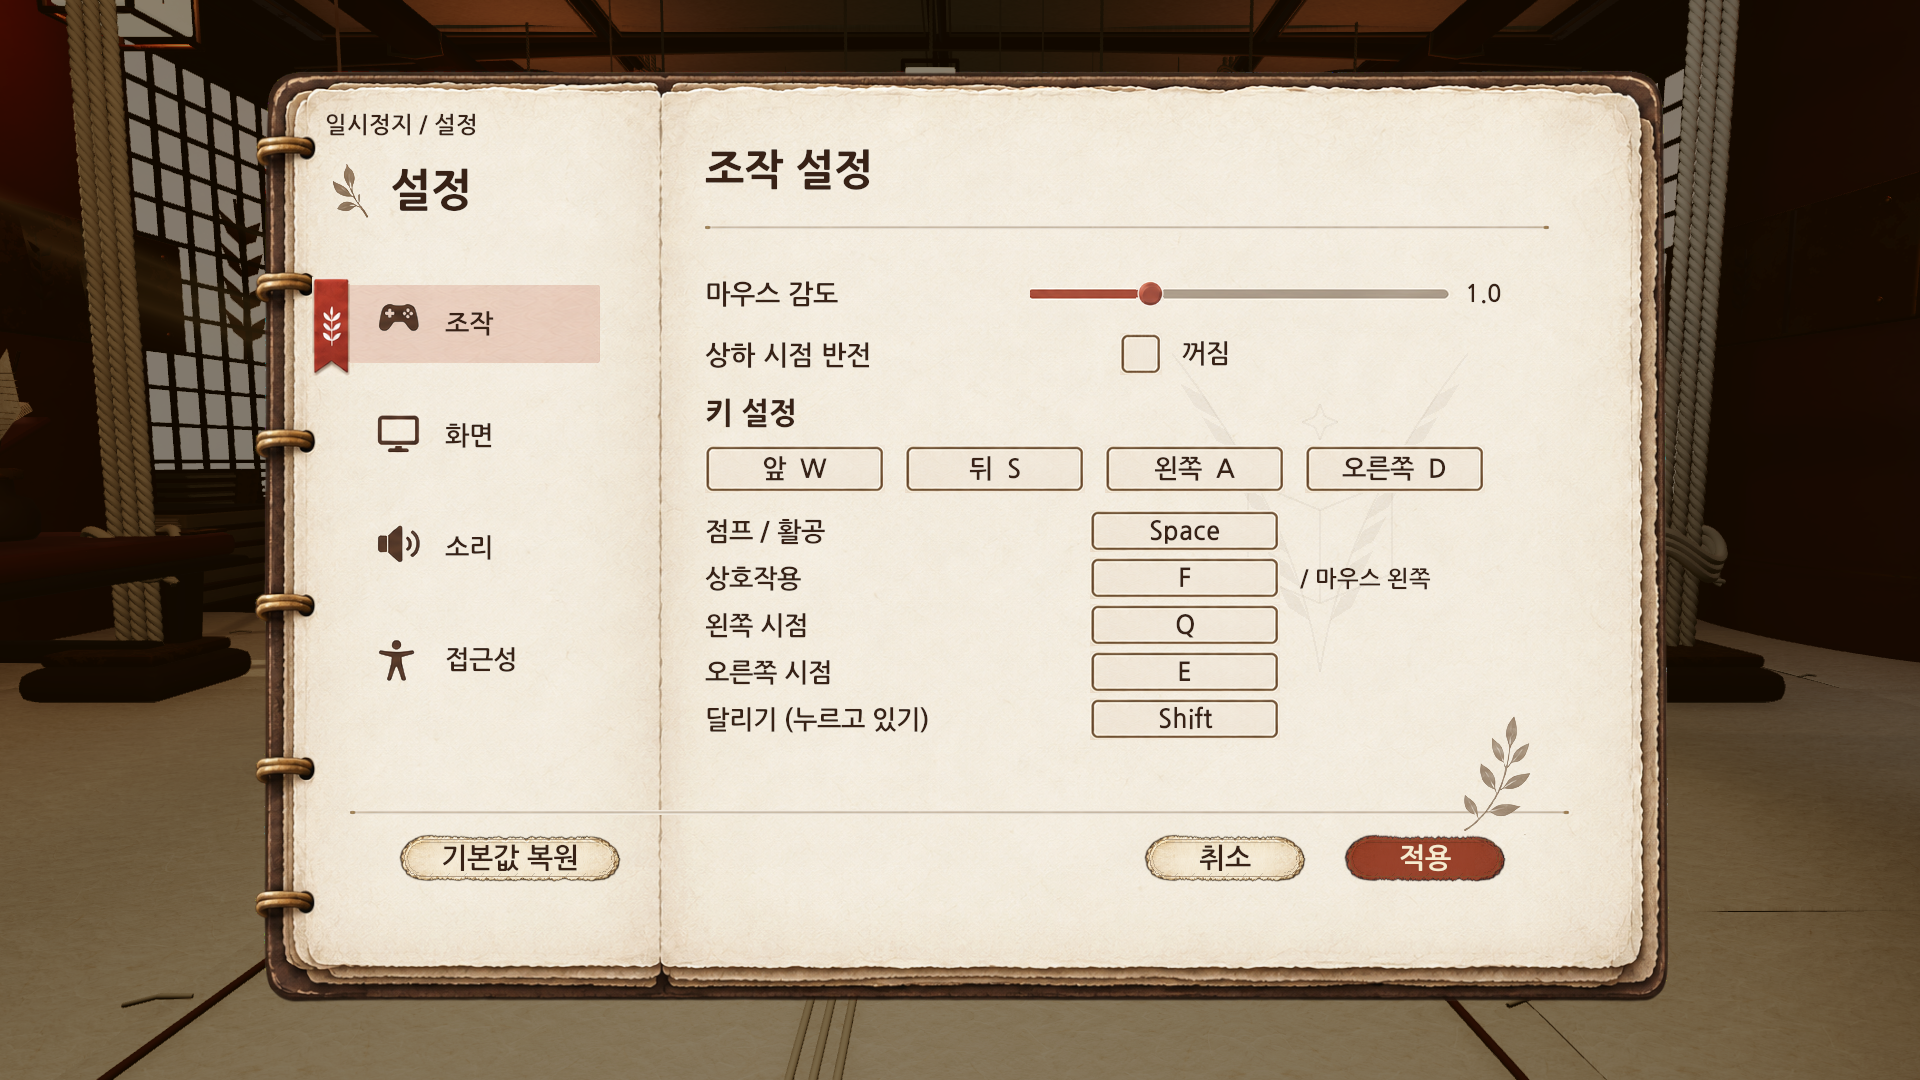 일시정지 / 설정
설정
조작
화면
소리
접근성
조작 설정
마우스 감도 1.0
상하 시점 반전 꺼짐
키 설정
앞 W 뒤 S 왼쪽 A 오른쪽 D
점프 / 활공 Space
상호작용 F / 마우스 왼쪽
왼쪽 시점 Q
오른쪽 시점 E
달리기 (누르고 있기) Shift
기본값 복원 취소 적용